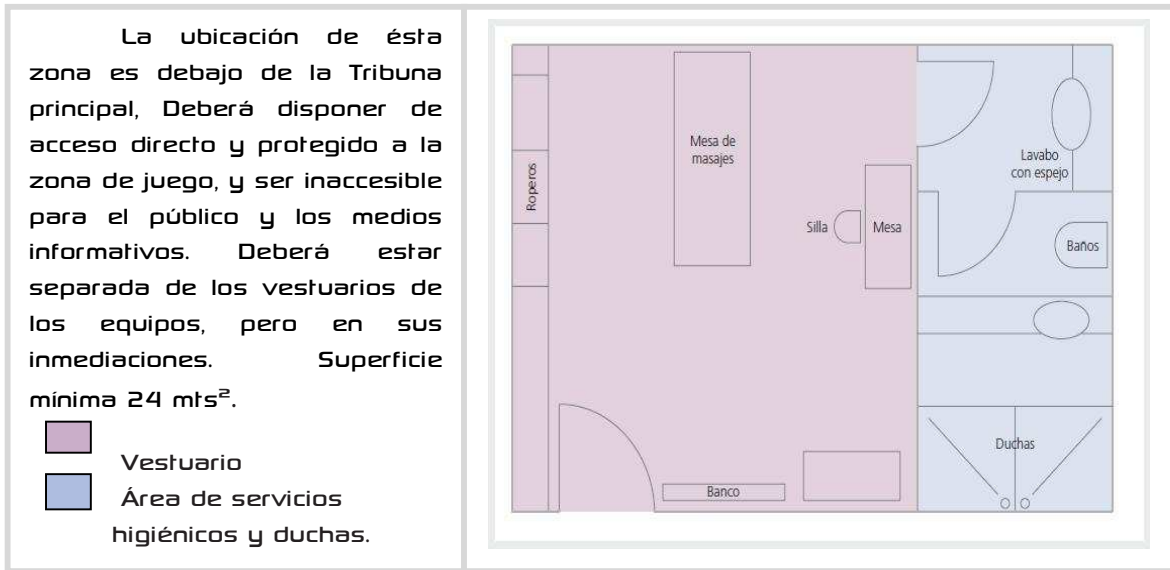 La ubicación de ésta
zona es debajo de la Tribuna
principal, Deberá disponer de
acceso directo y protegido a la
zona de juego, y ser inaccesible
para el público y los medios
informativos. Deberá estar
separada de los vestuarios de
los equipos, pero en sus
inmediaciones. Superficie
mínima 24 mts².
Vestuario
Área de servicios
higiénicos y duchas.
Roperos
Mesa de
masajes
Silla
Mesa
Banco
Lavabo
con espejo
Baños
Duchas